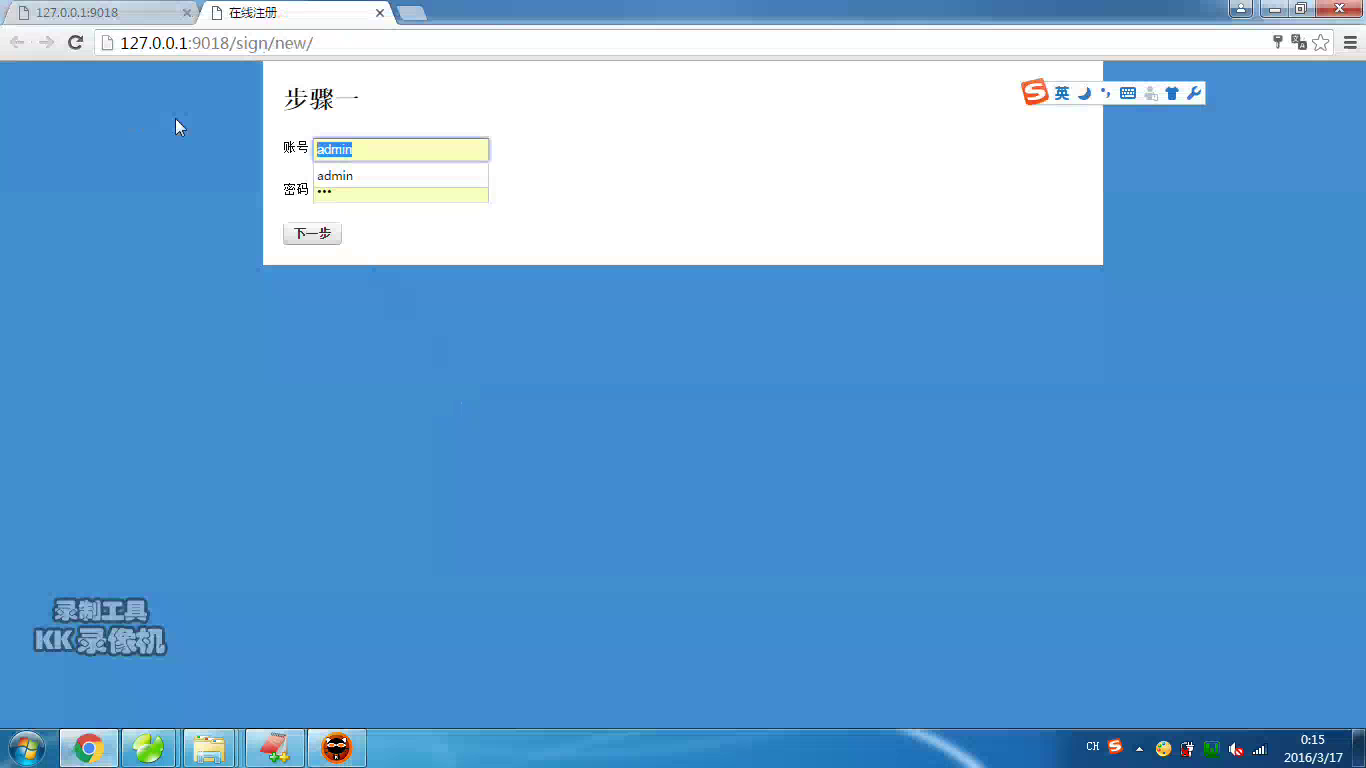 127.0.0.1:9018
在线注册
127.0.0.1:9018/sign/new/
步骤一
英
账号 admin
admin
密码 •••
下一步
录制工具
KK 录像机
CH
0:15
2016/3/17